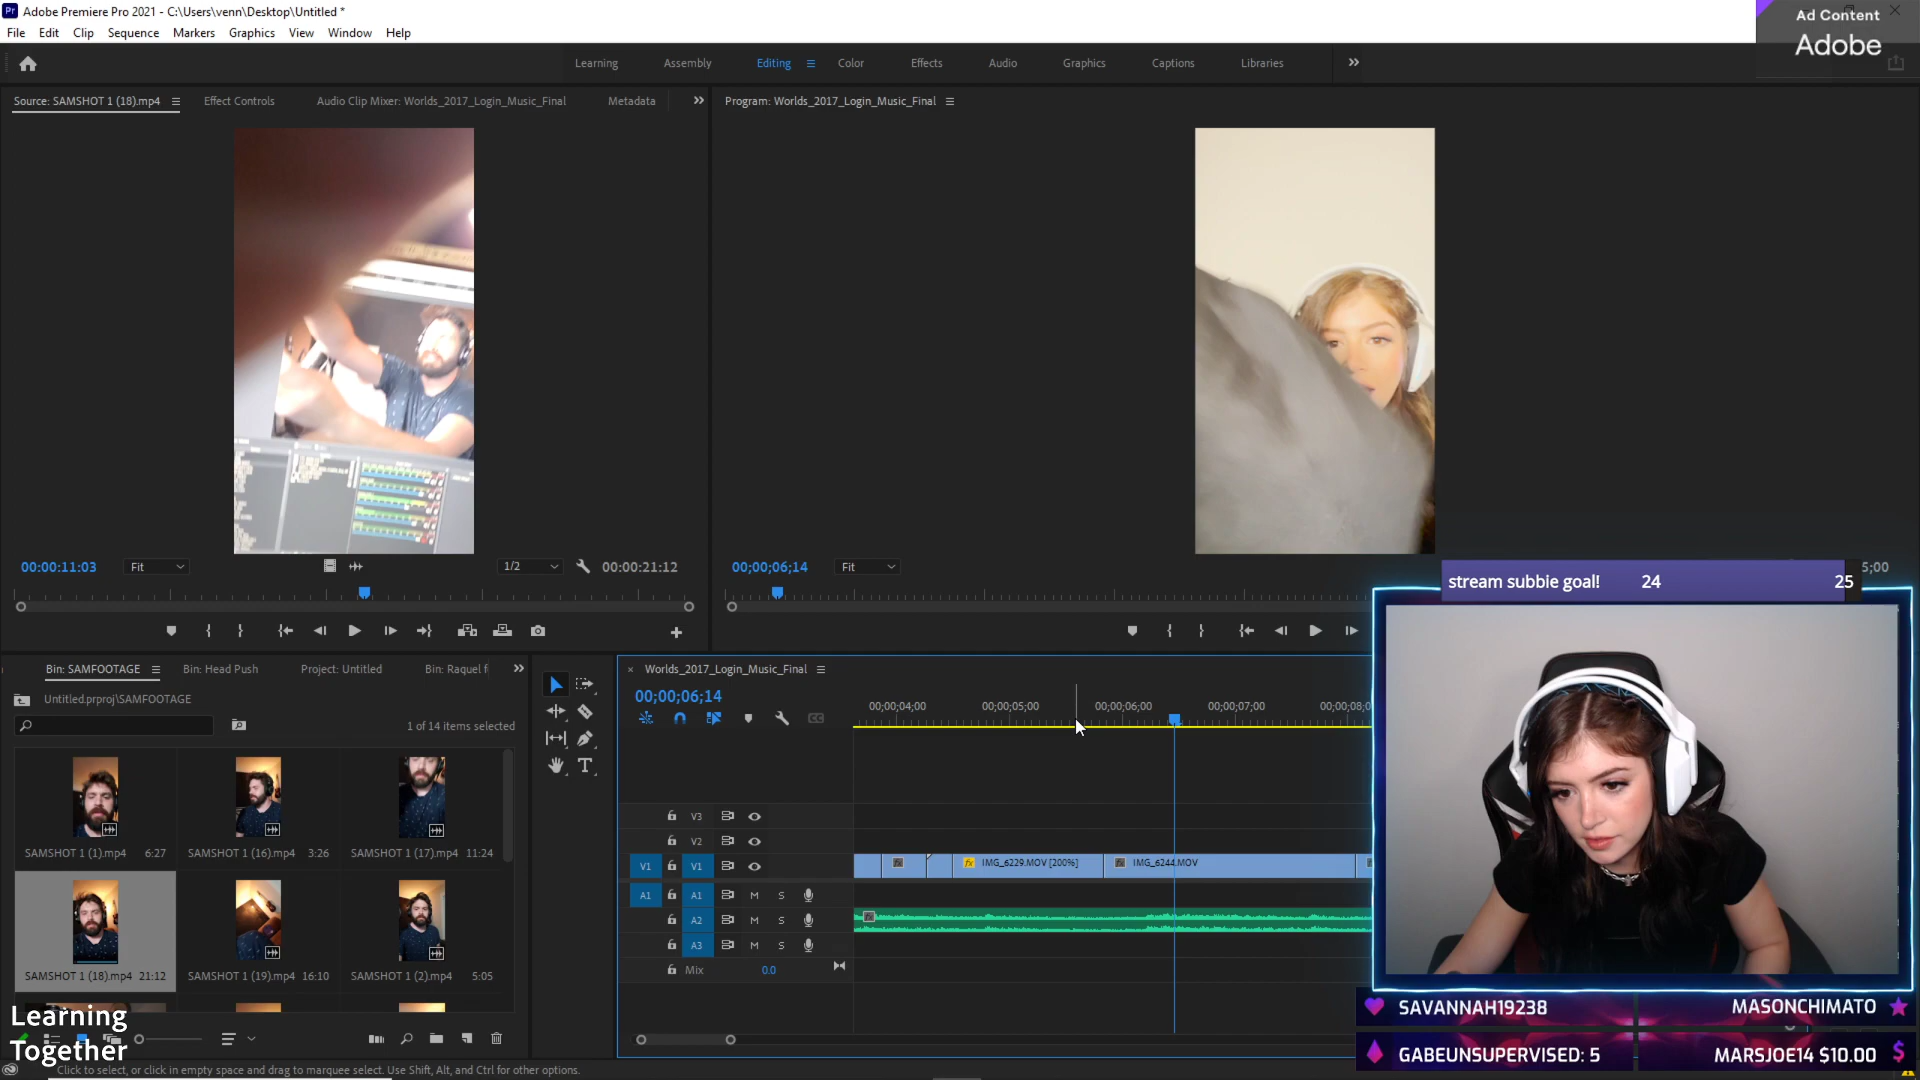 Adobe Premiere Pro 2021 - C:\Users\venn\Desktop\Untitled *
File Edit Clip Sequence Markers Graphics View Window Help
Ad Content
Adobe
Learning Assembly Editing Color Effects Audio Graphics Captions Libraries
Source: SAMSHOT 1 (18).mp4 Effect Controls Audio Clip Mixer: Worlds_2017_Login_Music_Final Metadata
Program: Worlds_2017_Login_Music_Final
00:00:11:03 Fit 1/2 00:00:21:12
00;00;06;14 Fit
5;00
stream subbie goal! 24 25
Bin: SAMFOOTAGE Bin: Head Push Project: Untitled Bin: Raquel f
Untitled.prproj\SAMFOOTAGE
1 of 14 items selected
SAMSHOT 1 (1).mp4 6:27
SAMSHOT 1 (16).mp4 3:26
SAMSHOT 1 (17).mp4 11:24
SAMSHOT 1 (18).mp4 21:12
SAMSHOT 1 (19).mp4 16:10
SAMSHOT 1 (2).mp4 5:05
Worlds_2017_Login_Music_Final
00;00;06;14
00;00;04;00 00;00;05;00 00;00;06;00 00;00;07;00 00;00;08;0
V3
V2
V1 V1 IMG_6229.MOV [200%] IMG_6244.MOV
A1 A1 M S
A2 M S
A3 M S
Mix 0.0
Learning
Together
SAVANNAH19238 MASONCHIMATO
GABEUNSUPERVISED: 5 MARSJOE14 $10.00
Click to select, or click in empty space and drag to marquee select. Use Shift, Alt, and Ctrl for other options.